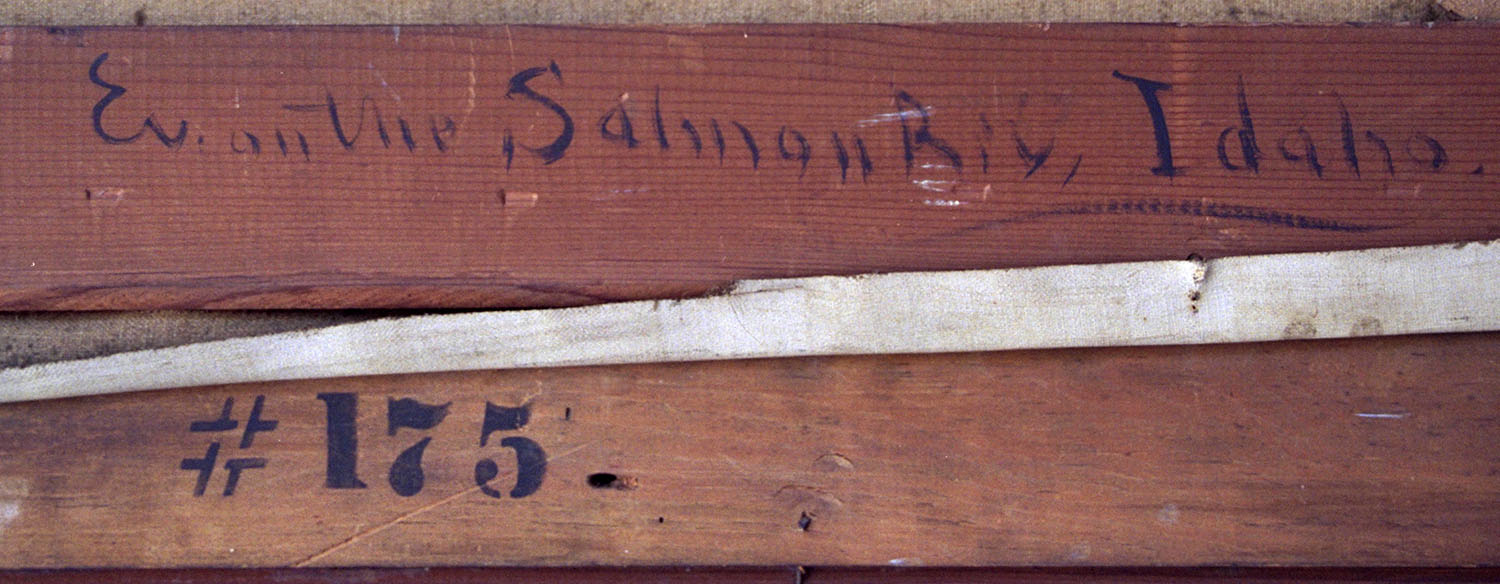 Ev. on the Salmon Riv, Idaho.
#175